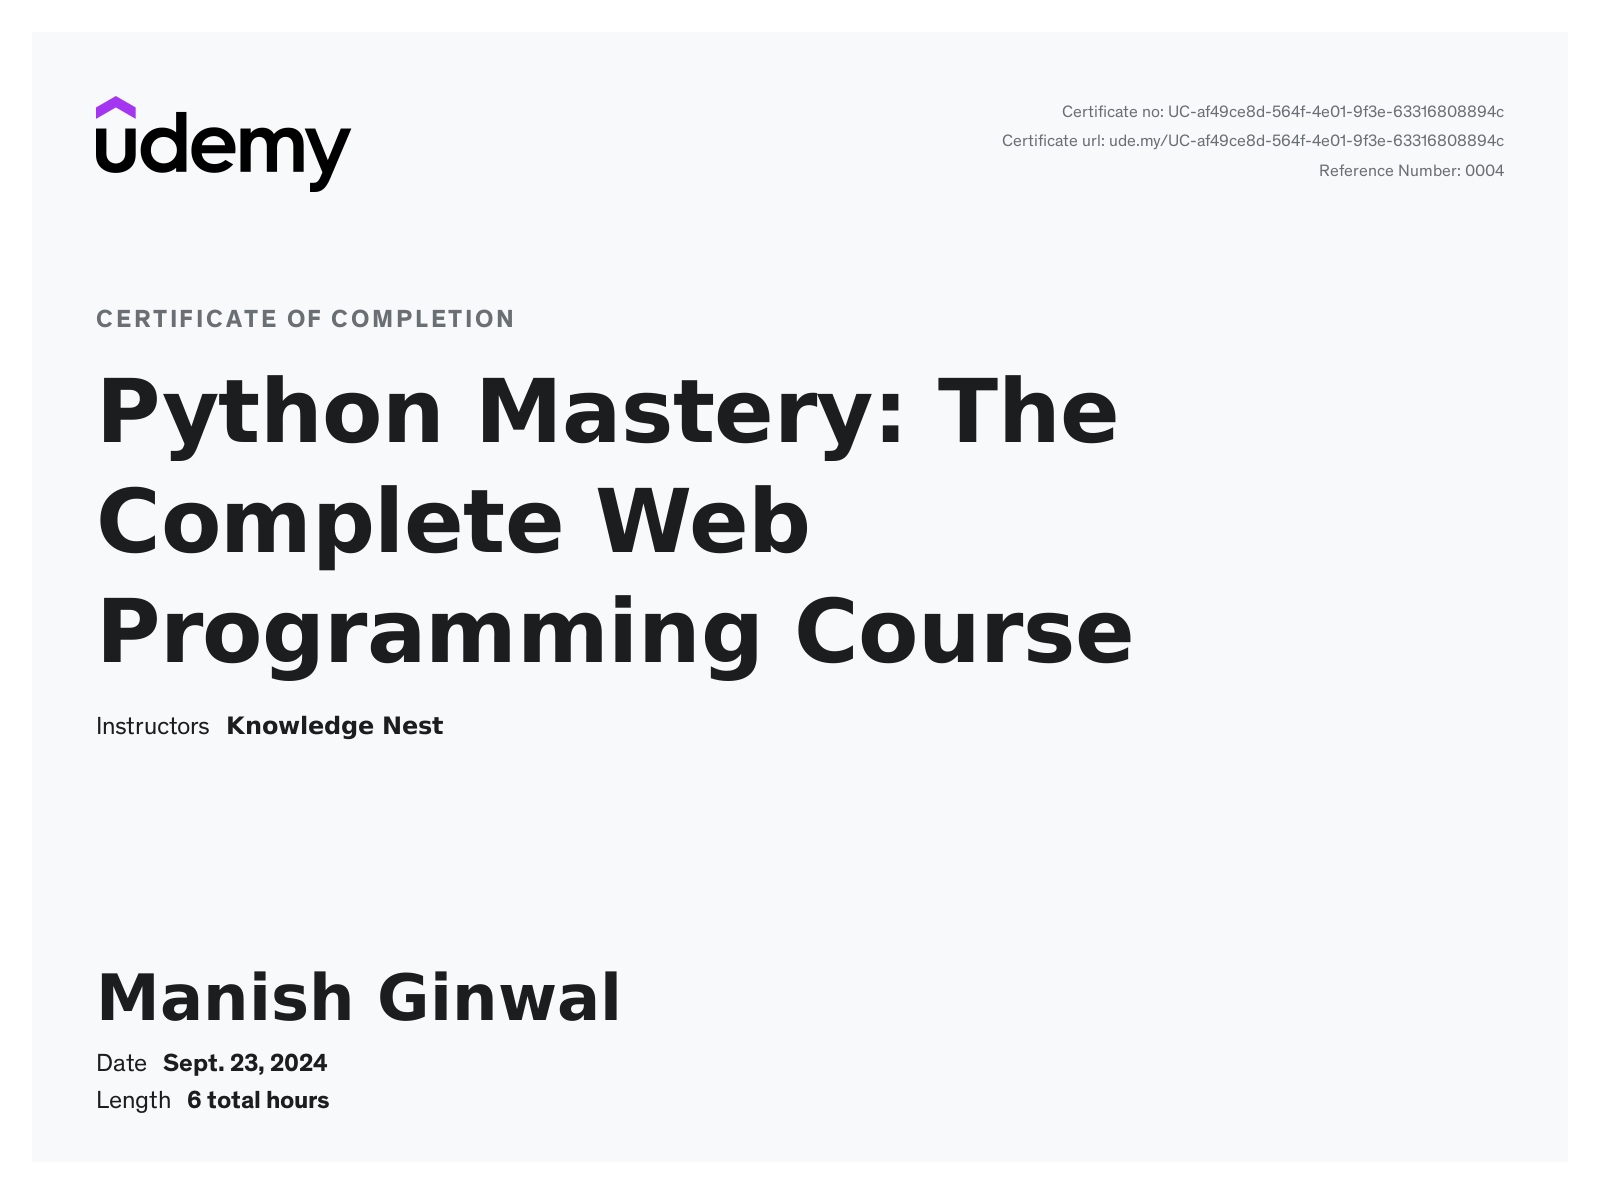 udemy
Certificate no: UC-af49ce8d-564f-4e01-9f3e-63316808894c
Certificate url: ude.my/UC-af49ce8d-564f-4e01-9f3e-63316808894c
Reference Number: 0004
CERTIFICATE OF COMPLETION
Python Mastery: The
Complete Web
Programming Course
Instructors Knowledge Nest
Manish Ginwal
Date Sept. 23, 2024
Length 6 total hours